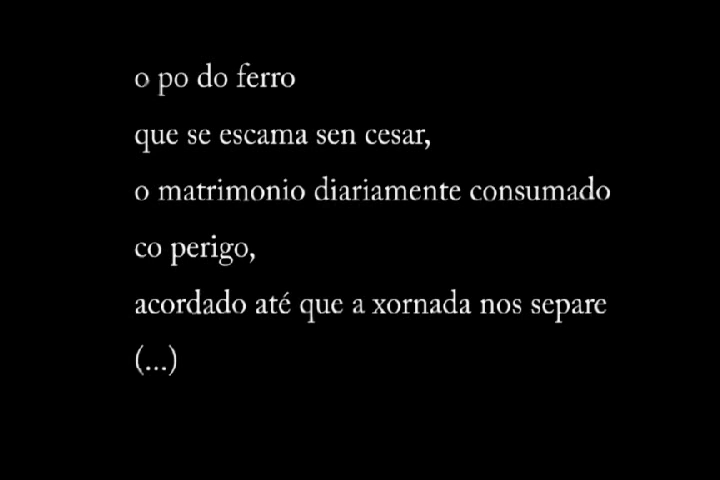 o po do ferro
que se escama sen cesar,
o matrimonio diariamente consumado
co perigo,
acordado até que a xornada nos separe
(...)